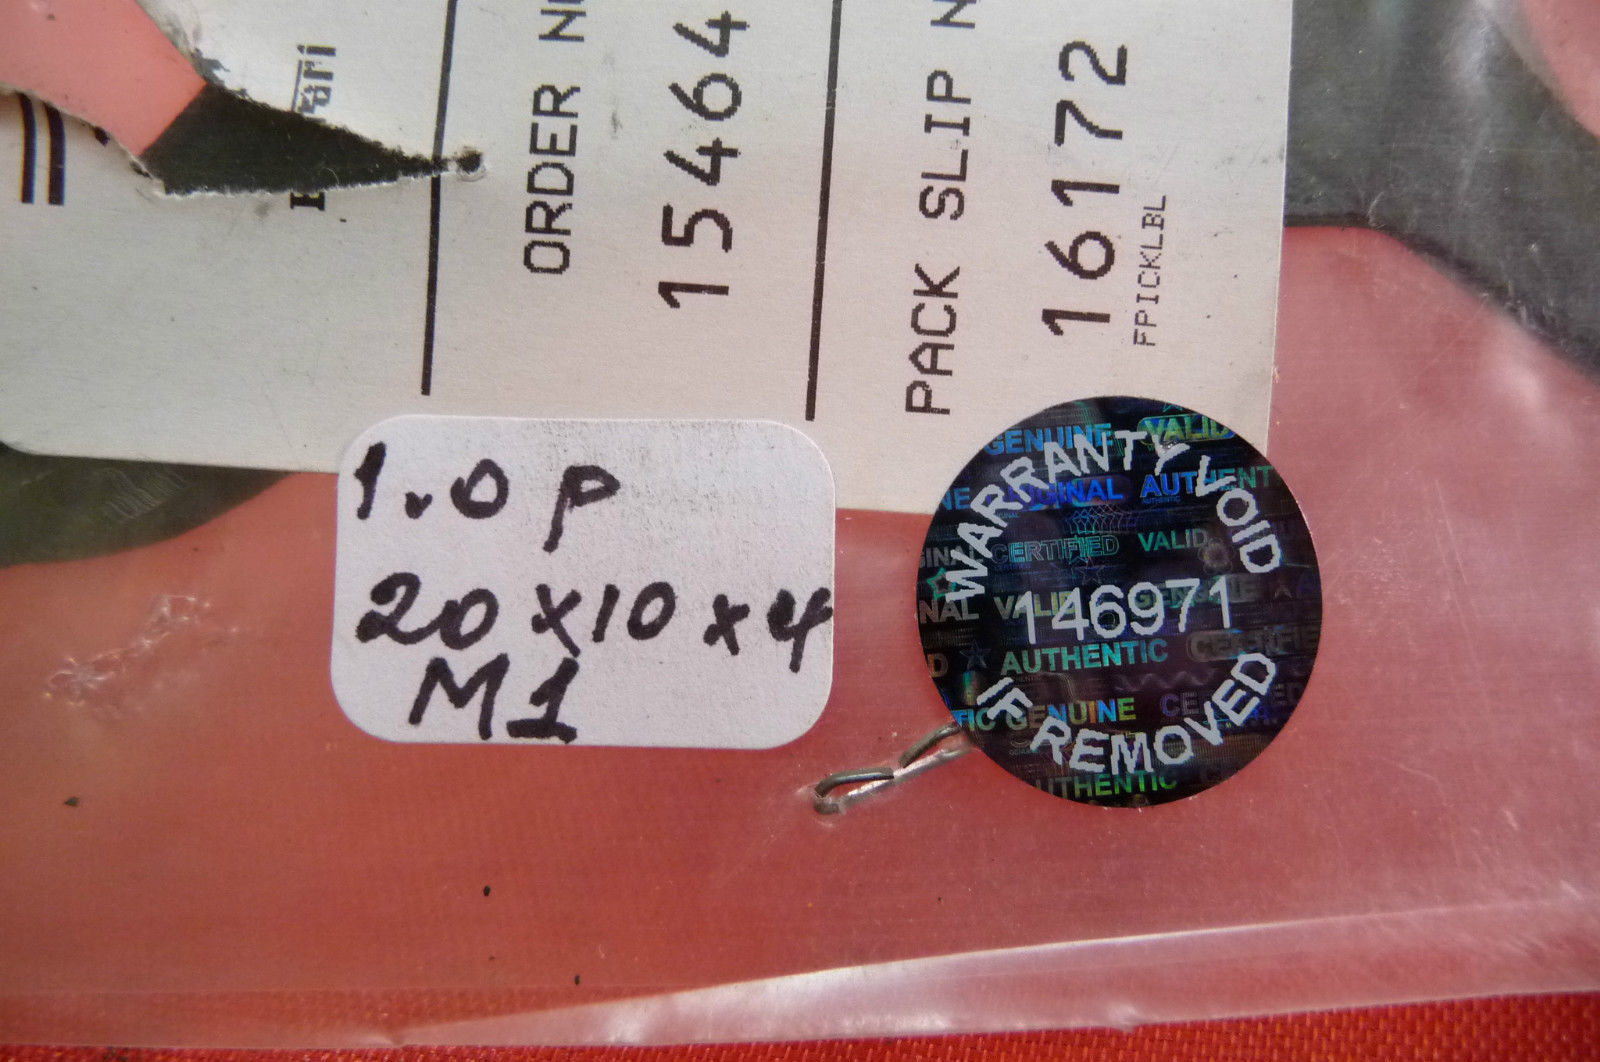 ORDER
15464
PACK SLIP
16172
FPICKLBL
1.0 P
20 x 10 x 4
M1
WARRANTY VOID
146971
IF REMOVED
GENUINE VALID
AUTHENTIC
CERTIFIED VALID
VALID
AUTHENTIC
GENUINE
AUTHENTIC